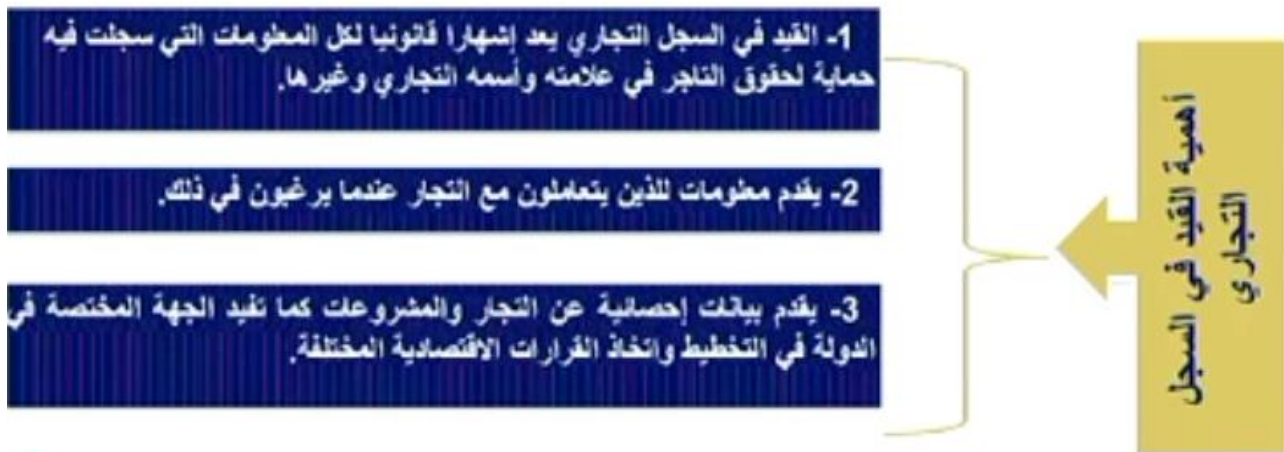 أهمية القيد في السجل
التجاري
1- القيد في السجل التجاري يعد إشهارا قانونيا لكل المعلومات التي سجلت فيه
حماية لحقوق التاجر في علامته وأسمه التجاري وغيرها.
2- يقدم معلومات للذين يتعاملون مع التجار عندما يرغبون في ذلك.
3- يقدم بيانات إحصائية عن التجار والمشروعات كما تفيد الجهة المختصة في
الدولة في التخطيط واتخاذ القرارات الاقتصادية المختلفة.